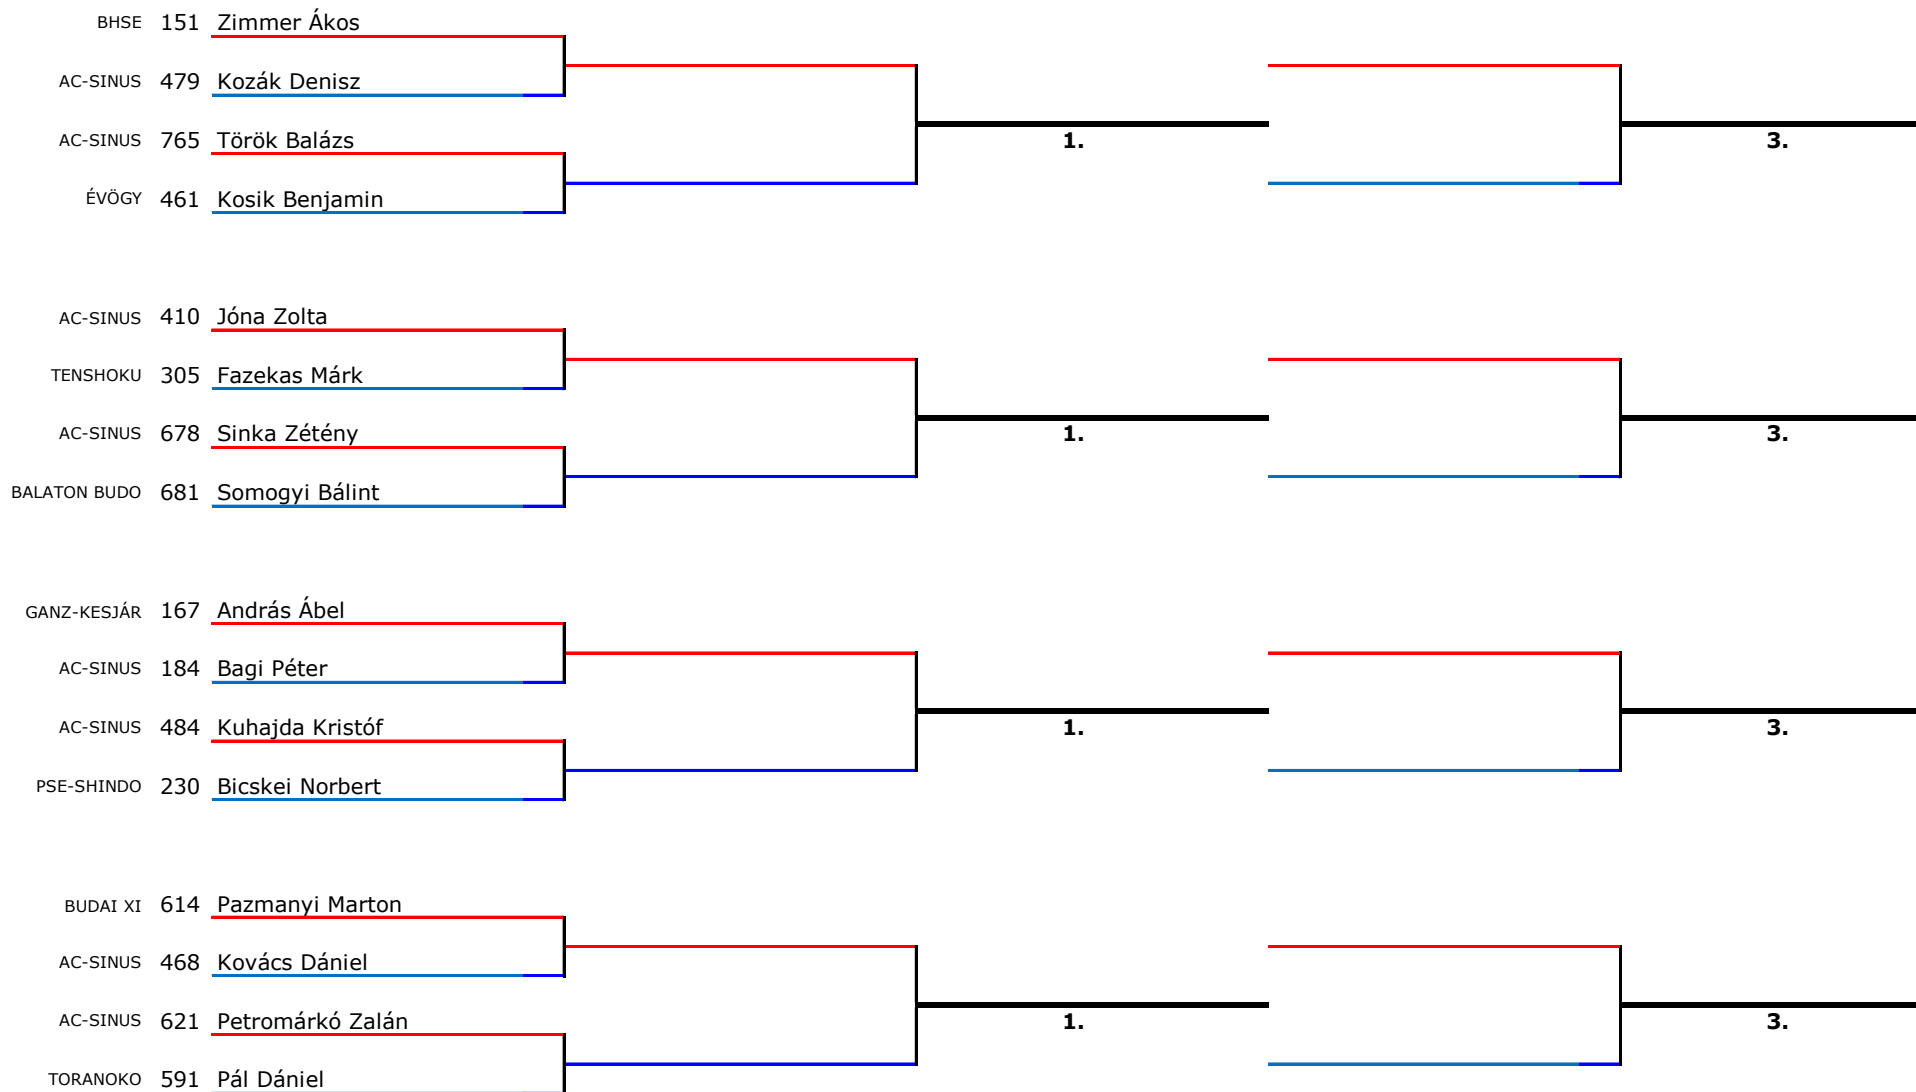 BHSE 151 Zimmer Ákos
AC-SINUS 479 Kozák Denisz
AC-SINUS 765 Török Balázs 1. 3.
ÉVÖGY 461 Kosik Benjamin
AC-SINUS 410 Jóna Zolta
TENSHOKU 305 Fazekas Márk
AC-SINUS 678 Sinka Zétény 1. 3.
BALATON BUDO 681 Somogyi Bálint
GANZ-KESJÁR 167 András Ábel
AC-SINUS 184 Bagi Péter
AC-SINUS 484 Kuhajda Kristóf 1. 3.
PSE-SHINDO 230 Bicskei Norbert
BUDAI XI 614 Pazmanyi Marton
AC-SINUS 468 Kovács Dániel
AC-SINUS 621 Petromárkó Zalán 1. 3.
TORANOKO 591 Pál Dániel